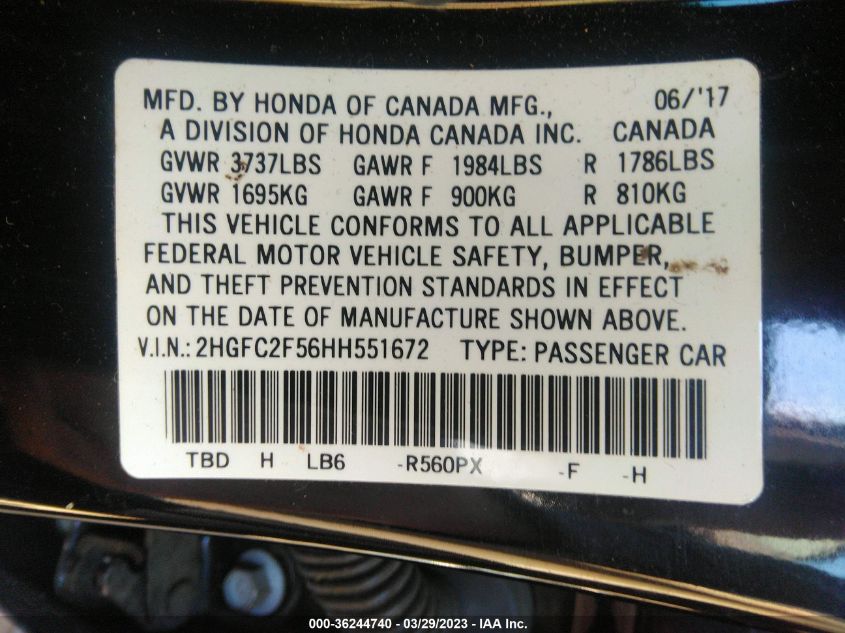 MFD. BY HONDA OF CANADA MFG., 06/'17
A DIVISION OF HONDA CANADA INC. CANADA
GVWR 3737LBS GAWR F 1984LBS R 1786LBS
GVWR 1695KG GAWR F 900KG R 810KG
THIS VEHICLE CONFORMS TO ALL APPLICABLE
FEDERAL MOTOR VEHICLE SAFETY, BUMPER,
AND THEFT PREVENTION STANDARDS IN EFFECT
ON THE DATE OF MANUFACTURE SHOWN ABOVE.
V.I.N.: 2HGFC2F56HH551672 TYPE: PASSENGER CAR
TBD H LB6 -R560PX -F -H
000-36244740 - 03/29/2023 - IAA Inc.